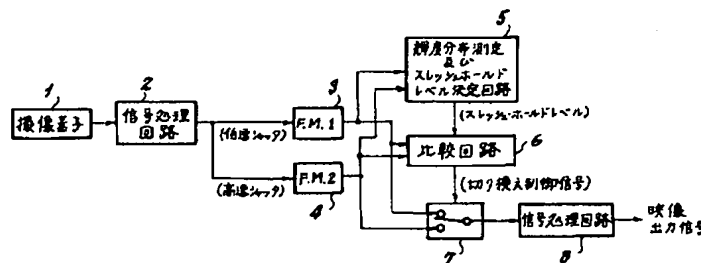 1
撮像素子
2
信号処理
回路
(低速シャッタ)
(高速シャッタ)
3
F.M.1
F.M.2
4
5
輝度分布測定
及び
スレッシュホールド
レベル決定回路
(スレッシュホールドレベル)
比較回路
6
(切り換え制御信号)
7
信号処理回路
8
映像
出力信号